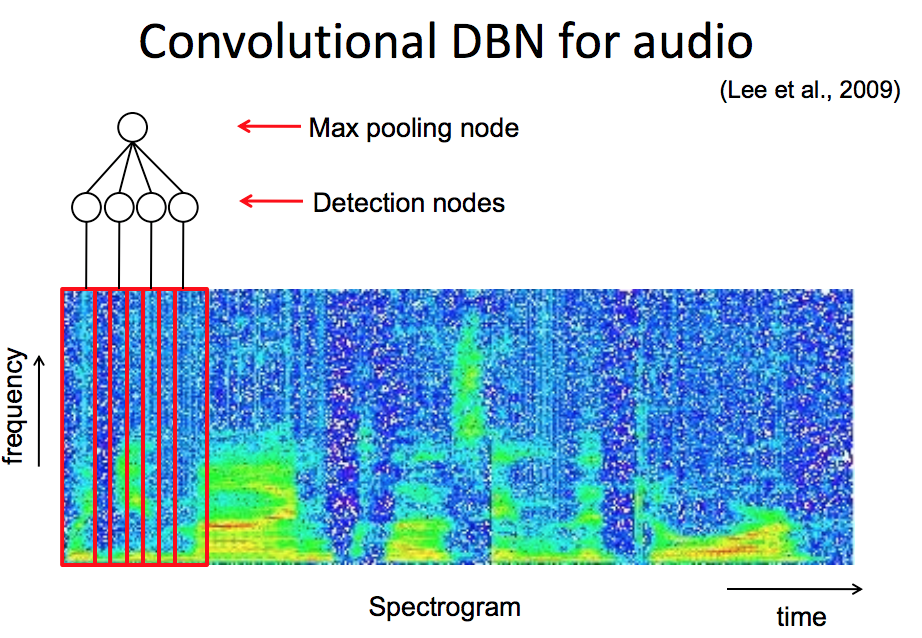 Convolutional DBN for audio
(Lee et al., 2009)
Max pooling node
Detection nodes
frequency
Spectrogram
time